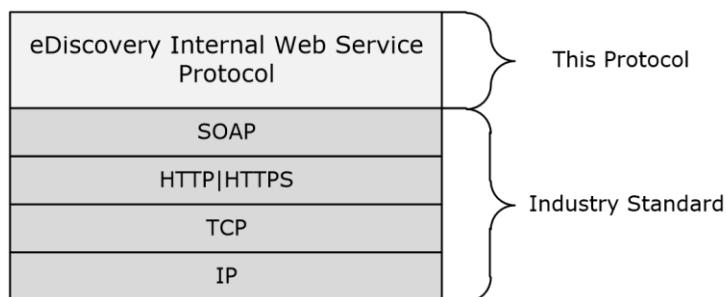 eDiscovery Internal Web Service
Protocol
This Protocol
SOAP
HTTP|HTTPS
TCP
IP
Industry Standard